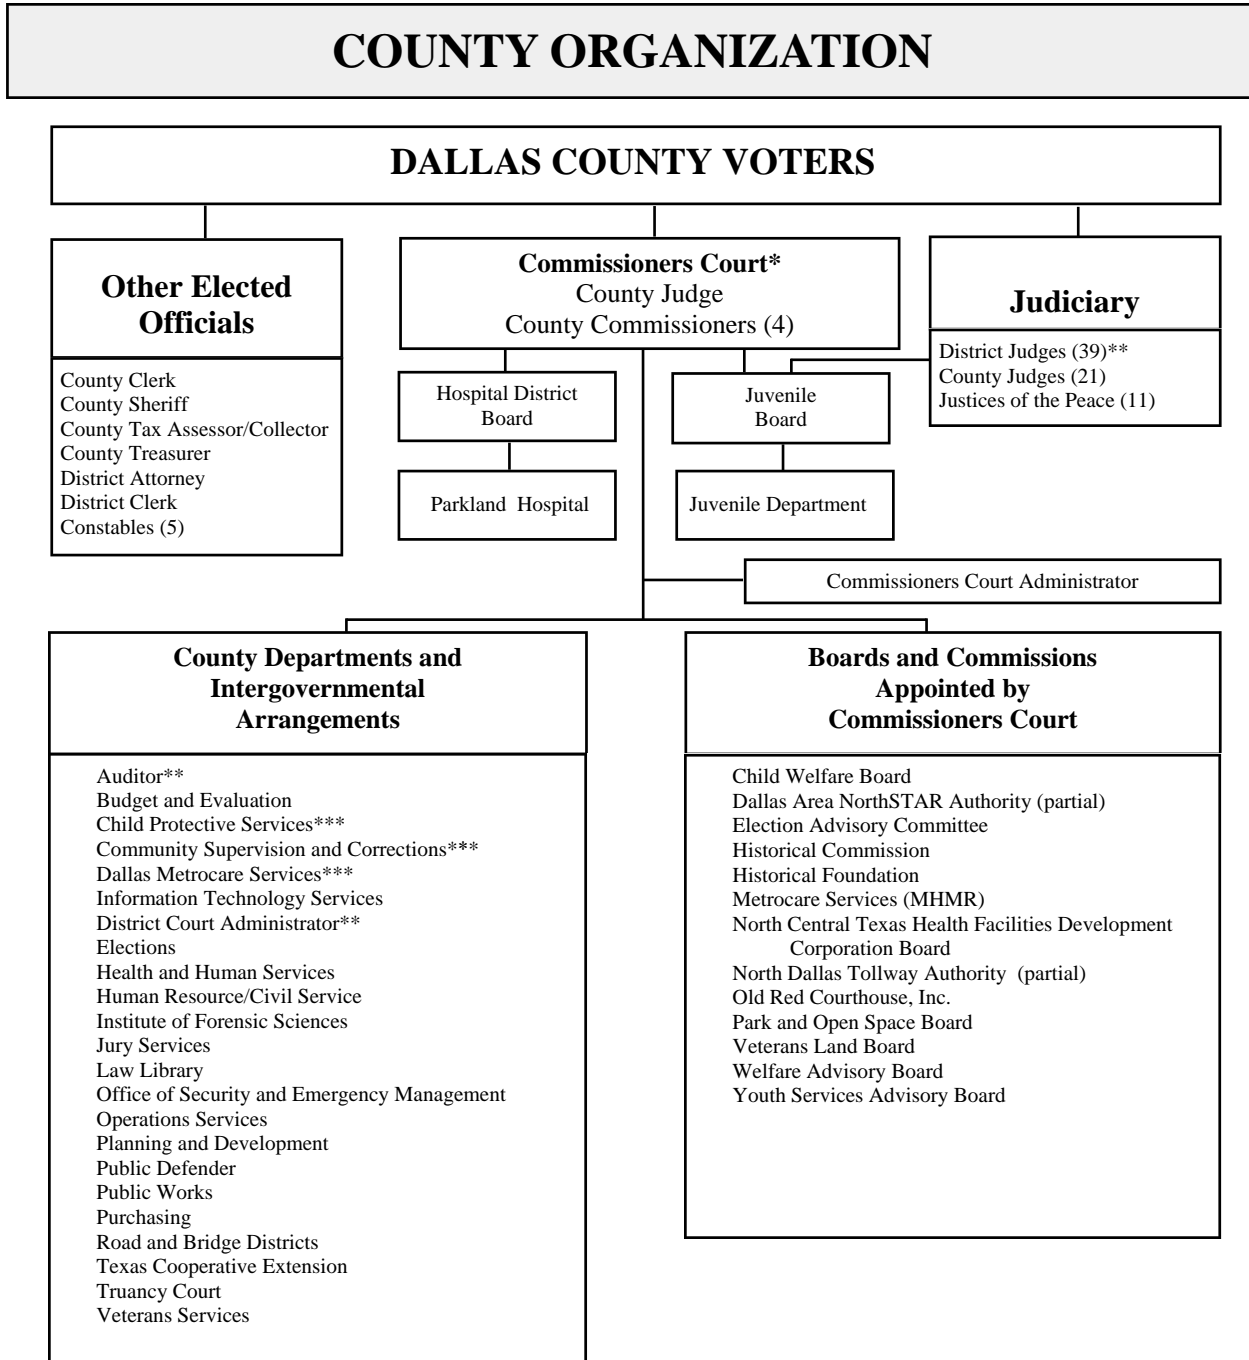 COUNTY ORGANIZATION
DALLAS COUNTY VOTERS
Other Elected
Officials
County Clerk
County Sheriff
County Tax Assessor/Collector
County Treasurer
District Attorney
District Clerk
Constables (5)
Commissioners Court*
County Judge
County Commissioners (4)
Judiciary
District Judges (39)**
County Judges (21)
Justices of the Peace (11)
Hospital District
Board
Juvenile
Board
Parkland Hospital
Juvenile Department
Commissioners Court Administrator
County Departments and
Intergovernmental
Arrangements
Auditor**
Budget and Evaluation
Child Protective Services***
Community Supervision and Corrections***
Dallas Metrocare Services***
Information Technology Services
District Court Administrator**
Elections
Health and Human Services
Human Resource/Civil Service
Institute of Forensic Sciences
Jury Services
Law Library
Office of Security and Emergency Management
Operations Services
Planning and Development
Public Defender
Public Works
Purchasing
Road and Bridge Districts
Texas Cooperative Extension
Truancy Court
Veterans Services
Boards and Commissions
Appointed by
Commissioners Court
Child Welfare Board
Dallas Area NorthSTAR Authority (partial)
Election Advisory Committee
Historical Commission
Historical Foundation
Metrocare Services (MHMR)
North Central Texas Health Facilities Development
Corporation Board
North Dallas Tollway Authority (partial)
Old Red Courthouse, Inc.
Park and Open Space Board
Veterans Land Board
Welfare Advisory Board
Youth Services Advisory Board